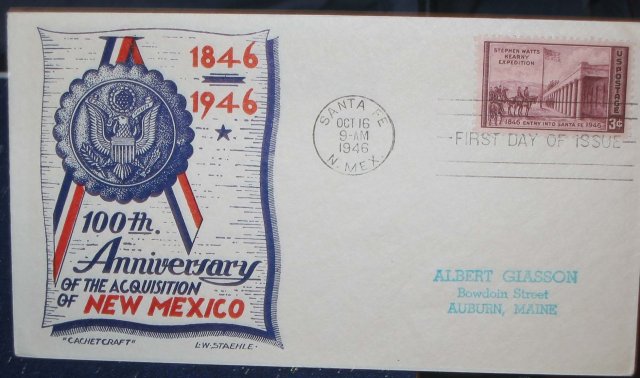 1846
1946
100th.
Anniversary
OF THE ACQUISITION
OF NEW MEXICO
"CACHETCRAFT" L.W. STAEHLE.
SANTA FE
OCT 16
9-AM
1946
N. MEX.
STEPHEN WATTS
KEARNY
EXPEDITION
U.S. POSTAGE
1846 ENTRY INTO SANTA FE 1946
3¢
FIRST DAY OF ISSUE
ALBERT GIASSON
Bowdoin Street
AUBURN, MAINE